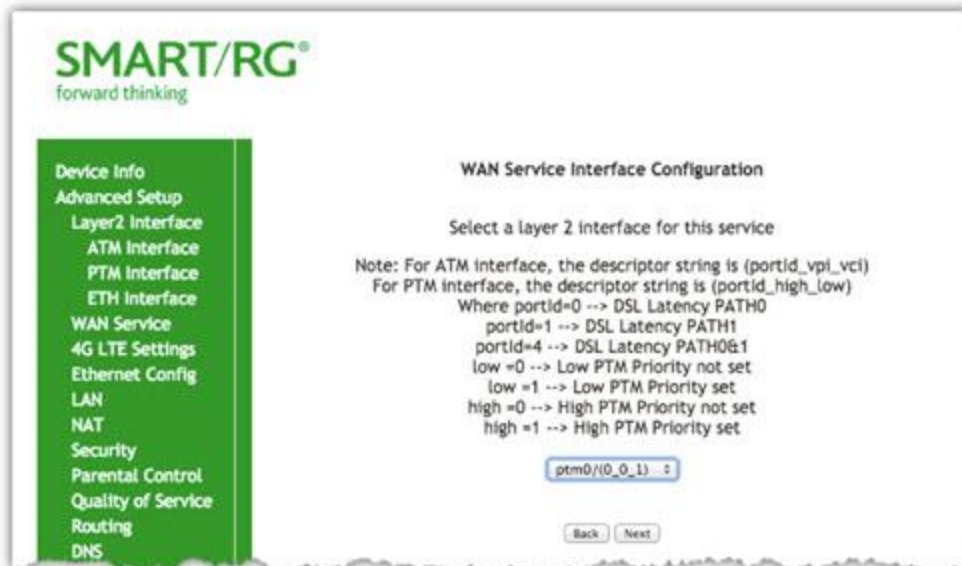 SMART/RG®
forward thinking
Device Info
Advanced Setup
Layer2 Interface
ATM Interface
PTM Interface
ETH Interface
WAN Service
4G LTE Settings
Ethernet Config
LAN
NAT
Security
Parental Control
Quality of Service
Routing
DNS
WAN Service Interface Configuration
Select a layer 2 interface for this service
Note: For ATM interface, the descriptor string is (portId_vpi_vci)
For PTM interface, the descriptor string is (portId_high_low)
Where portId=0 --> DSL Latency PATH0
portId=1 --> DSL Latency PATH1
portId=4 --> DSL Latency PATH0&1
low =0 --> Low PTM Priority not set
low =1 --> Low PTM Priority set
high =0 --> High PTM Priority not set
high =1 --> High PTM Priority set
ptm0/(0_0_1)
Back Next